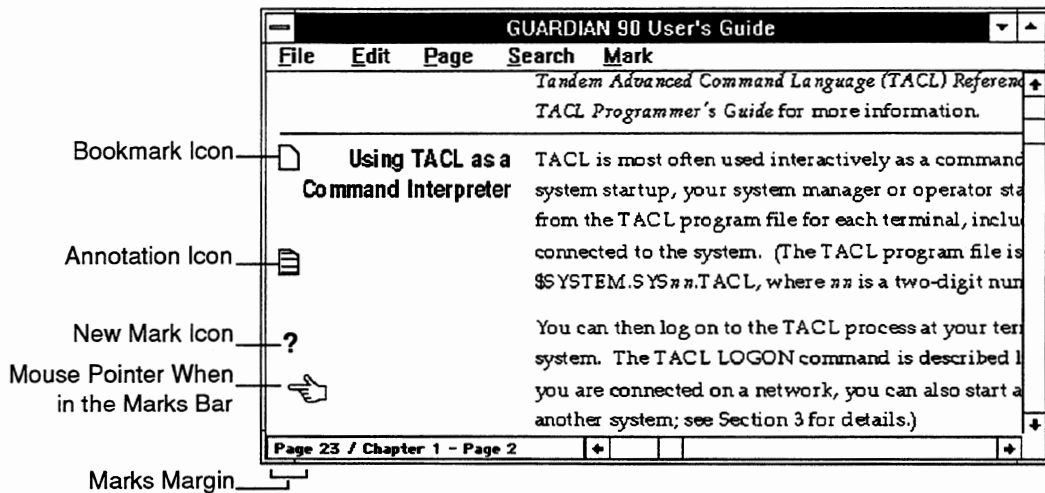 GUARDIAN 90 User's Guide
File Edit Page Search Mark
Tandem Advanced Command Language (TACL) Referenc
TACL Programmer's Guide for more information.
Bookmark Icon
Using TACL as a
Command Interpreter
TACL is most often used interactively as a command
system startup, your system manager or operator sta
from the TACL program file for each terminal, inclu
Annotation Icon
connected to the system. (The TACL program file is
$SYSTEM.SYSnn.TACL, where nn is a two-digit num
New Mark Icon
?
You can then log on to the TACL process at your ter
system. The TACL LOGON command is described l
Mouse Pointer When
in the Marks Bar
you are connected on a network, you can also start a
another system; see Section 3 for details.)
Page 23 / Chapter 1 - Page 2
Marks Margin